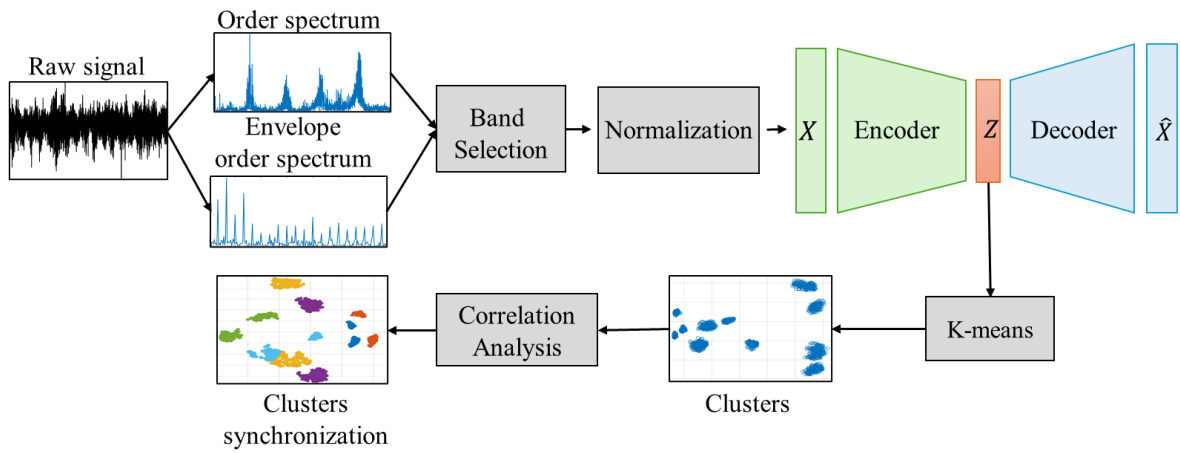 Raw signal
Order spectrum
Envelope
order spectrum
Band
Selection
Normalization
X
Encoder
Z
Decoder
X̂
K-means
Clusters
Correlation
Analysis
Clusters
synchronization